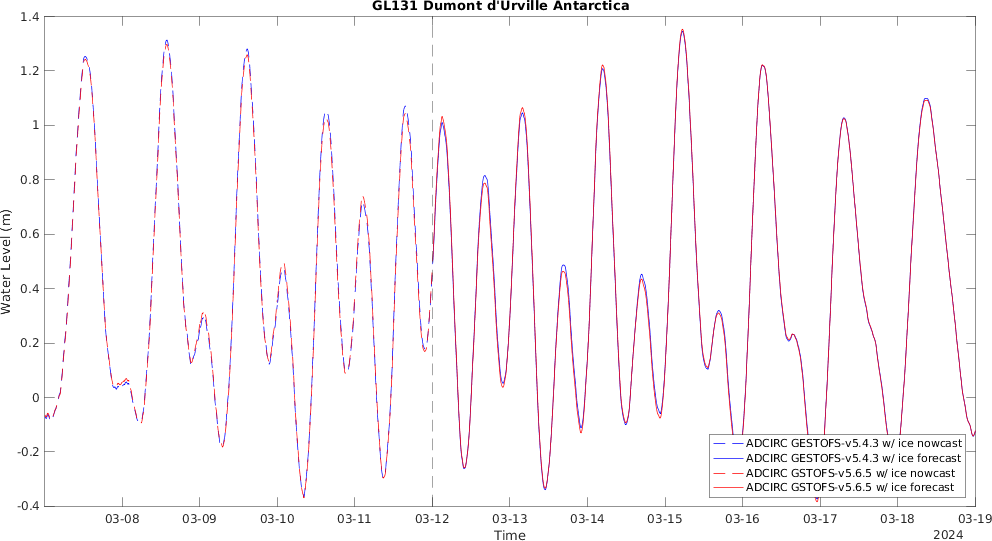 GL131 Dumont d'Urville Antarctica
1.4
1.2
1
0.8
0.6
0.4
0.2
0
-0.2
-0.4
Water Level (m)
ADCIRC GESTOFS-v5.4.3 w/ ice nowcast
ADCIRC GESTOFS-v5.4.3 w/ ice forecast
ADCIRC GSTOFS-v5.6.5 w/ ice nowcast
ADCIRC GSTOFS-v5.6.5 w/ ice forecast
03-08 03-09 03-10 03-11 03-12 03-13 03-14 03-15 03-16 03-17 03-18 03-19
Time
2024